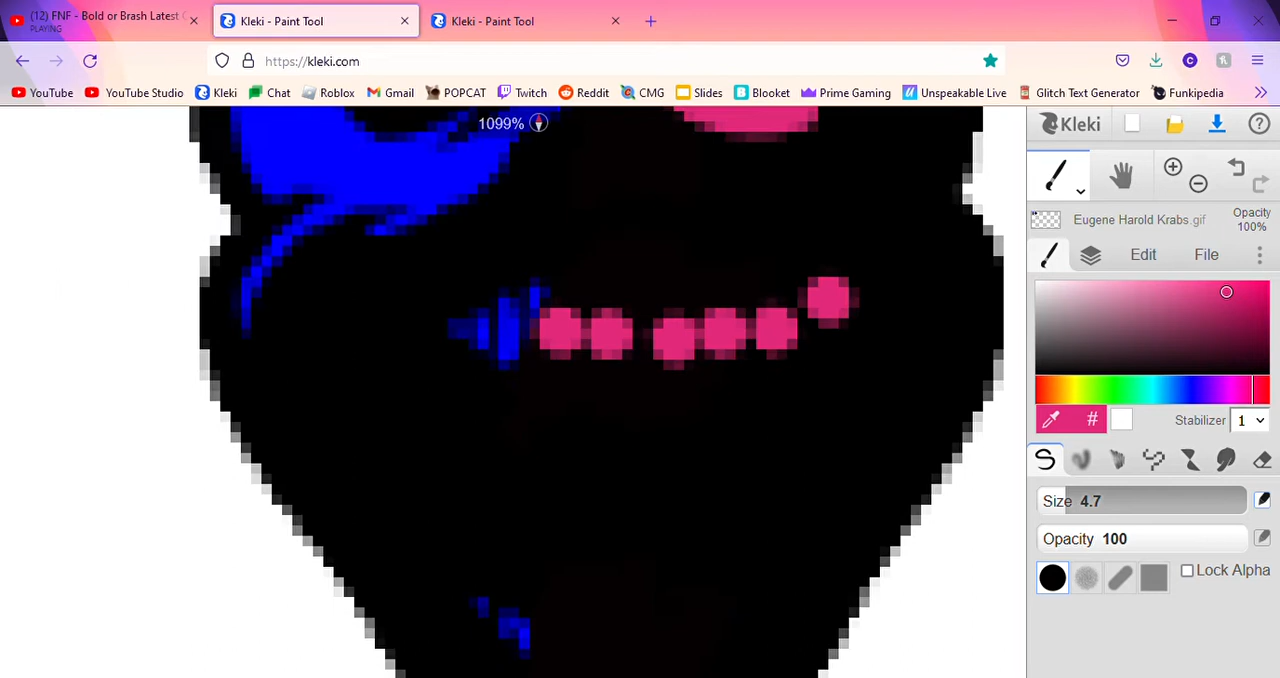 (12) FNF - Bold or Brash Latest
PLAYING
Kleki - Paint Tool
Kleki - Paint Tool
https://kleki.com
YouTube YouTube Studio Kleki Chat Roblox Gmail POPCAT Twitch Reddit CMG Slides Blooket Prime Gaming Unspeakable Live Glitch Text Generator Funkipedia
1099%
Kleki
Eugene Harold Krabs.gif
Opacity
100%
Edit File
# Stabilizer 1
Size 4.7
Opacity 100
Lock Alpha